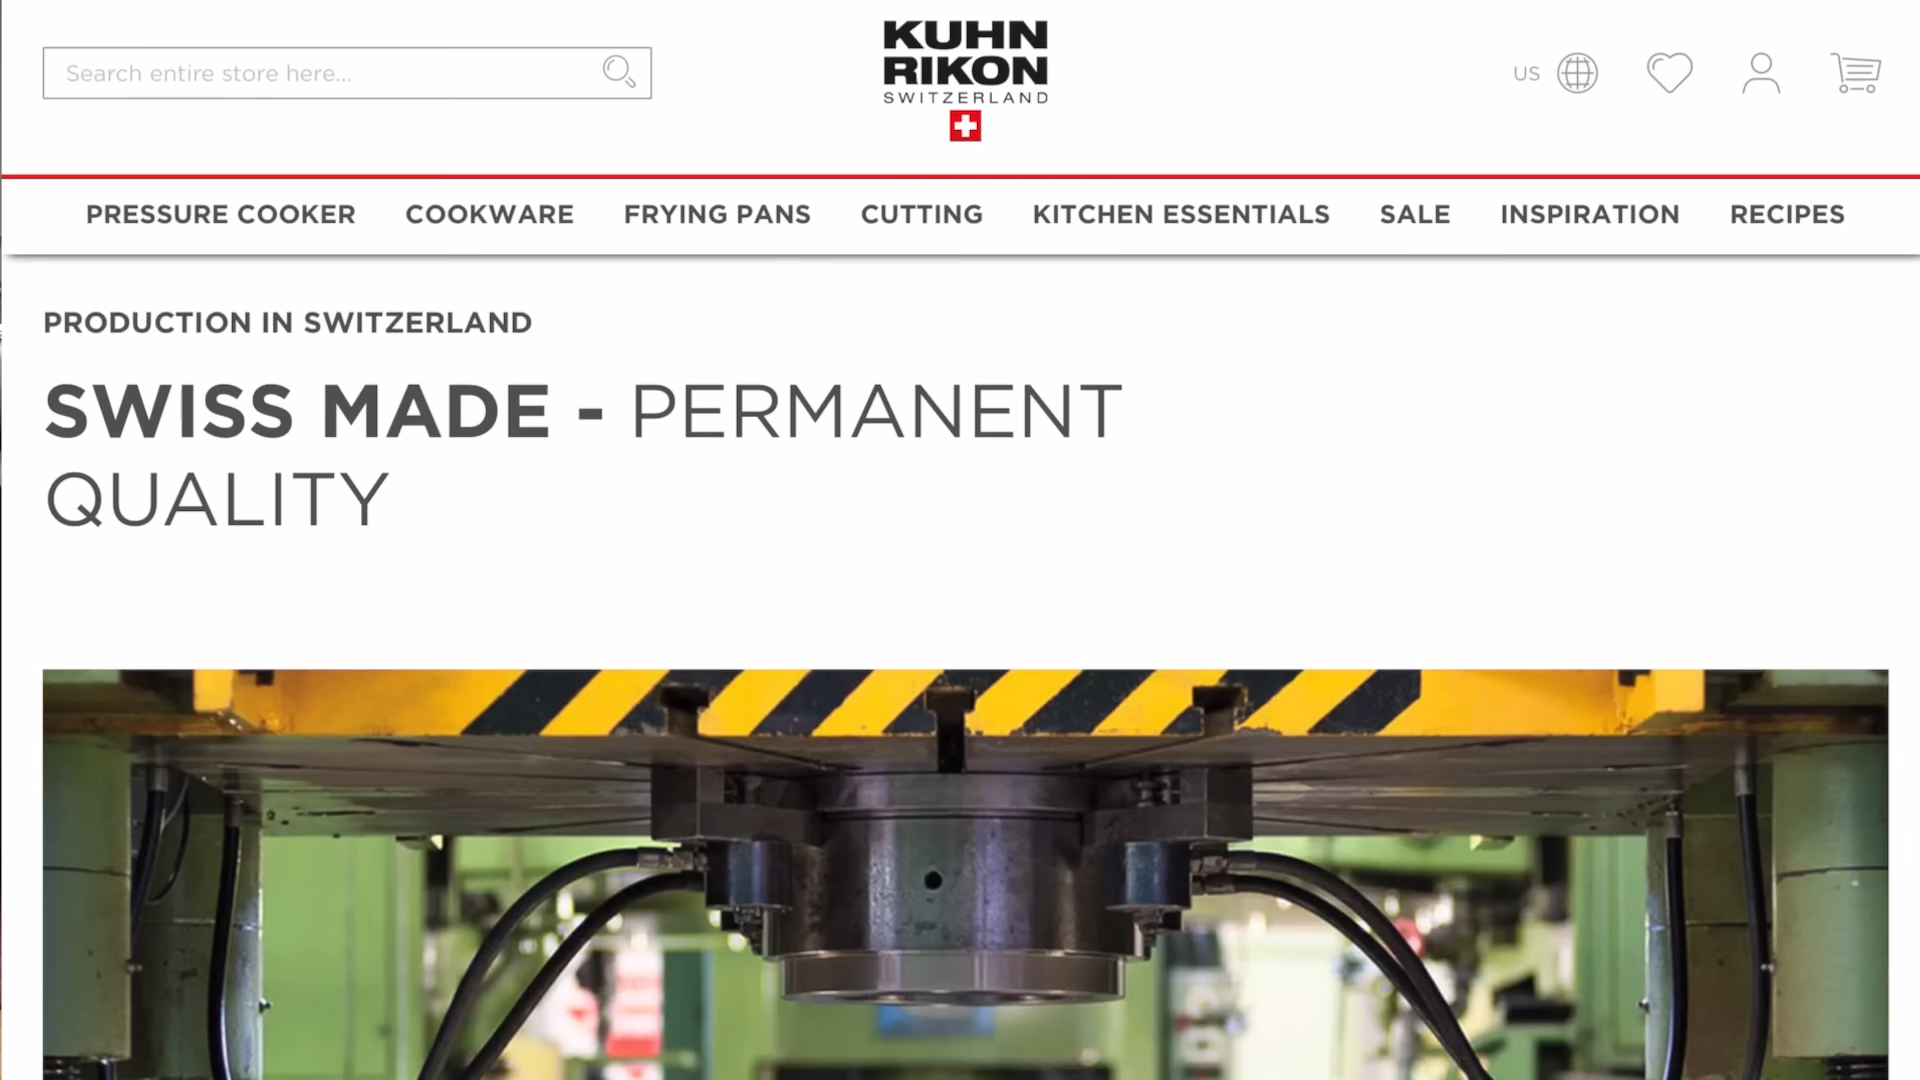 Search entire store here...
KUHN
RIKON
SWITZERLAND
US
PRESSURE COOKER
COOKWARE
FRYING PANS
CUTTING
KITCHEN ESSENTIALS
SALE
INSPIRATION
RECIPES
PRODUCTION IN SWITZERLAND
SWISS MADE - PERMANENT
QUALITY